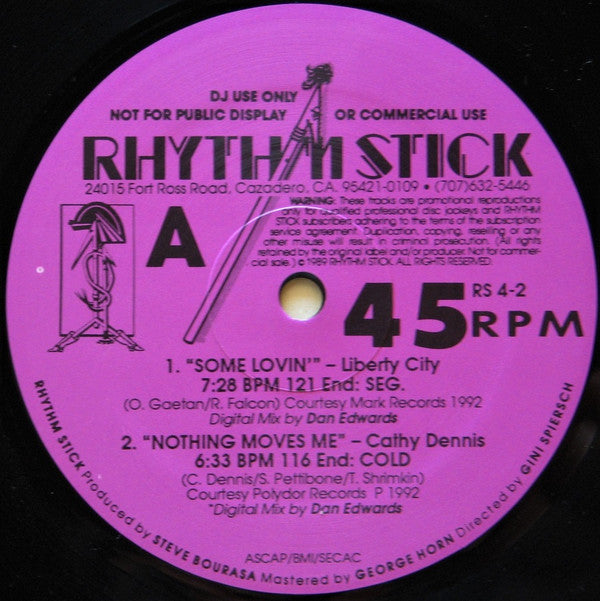 DJ USE ONLY
NOT FOR PUBLIC DISPLAY OR COMMERCIAL USE
RHYTHM STICK
24015 Fort Ross Road, Cazadero, CA. 95421-0109 • (707)632-5446
WARNING: These tracks are promotional reproductions
only for qualified professional disc jockeys and RHYTHM
STICK subscribers adhering to the terms of the subscription
service agreement. Duplication, copying, reselling or any
other misuse will result in criminal prosecution. (All rights
retained by the original label and/or producer. Not for commer-
cial sale.) © 1989 RHYTHM STICK. ALL RIGHTS RESERVED.
A
45 RPM
RS 4-2
1. “SOME LOVIN’” – Liberty City
7:28 BPM 121 End: SEG.
(O. Gaetan/R. Falcon) Courtesy Mark Records 1992
Digital Mix by Dan Edwards
2. “NOTHING MOVES ME” – Cathy Dennis
6:33 BPM 116 End: COLD
(C. Dennis/S. Pettibone/T. Shrimkin)
Courtesy Polydor Records P 1992
*Digital Mix by Dan Edwards
ASCAP/BMI/SECAC
RHYTHM STICK Produced by STEVE BOURASA Mastered by GEORGE HORN Directed by GINI SPIERSCH